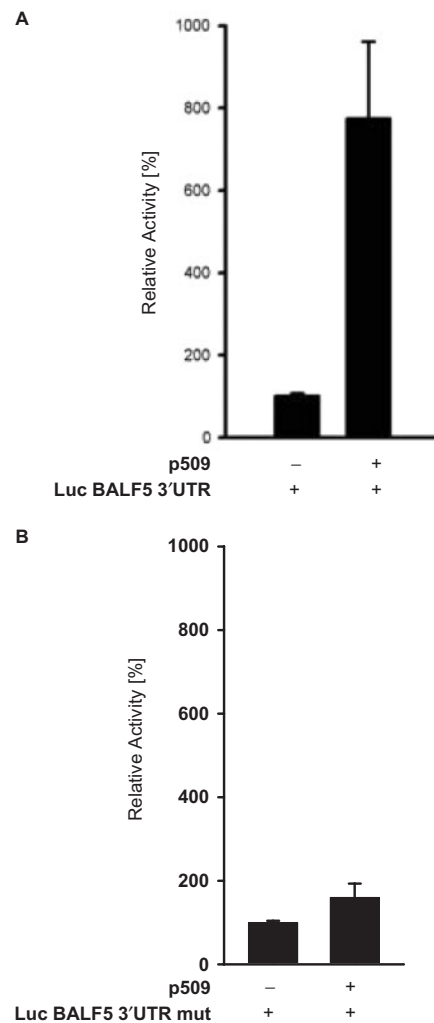 A
1000
800
600
400
200
0
Relative Activity [%]
p509 – +
Luc BALF5 3′UTR + +
B
1000
800
600
400
200
0
Relative Activity [%]
p509 – +
Luc BALF5 3′UTR mut + +